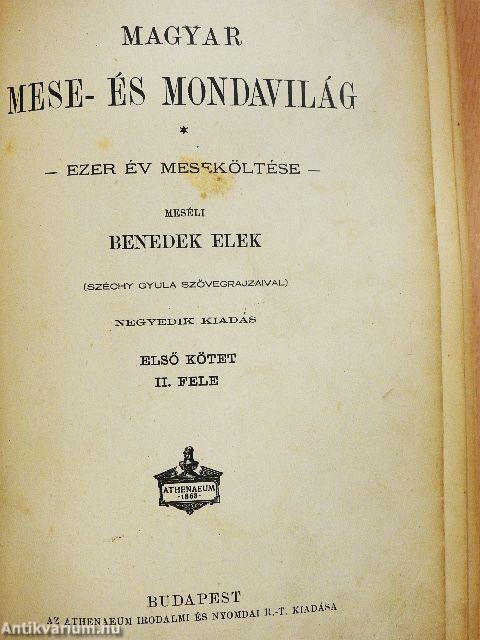 MAGYAR
MESE- ÉS MONDAVILÁG
*
— EZER ÉV MESEKÖLTÉSE —
MESÉLI
BENEDEK ELEK
(SZÉCHY GYULA SZÖVEGRAJZAIVAL)
NEGYEDIK KIADÁS
ELSŐ KÖTET
II. FELE
ATHENAEUM
-1868-
BUDAPEST
AZ ATHENAEUM IRODALMI ÉS NYOMDAI R.-T. KIADÁSA
Antikvarium.hu